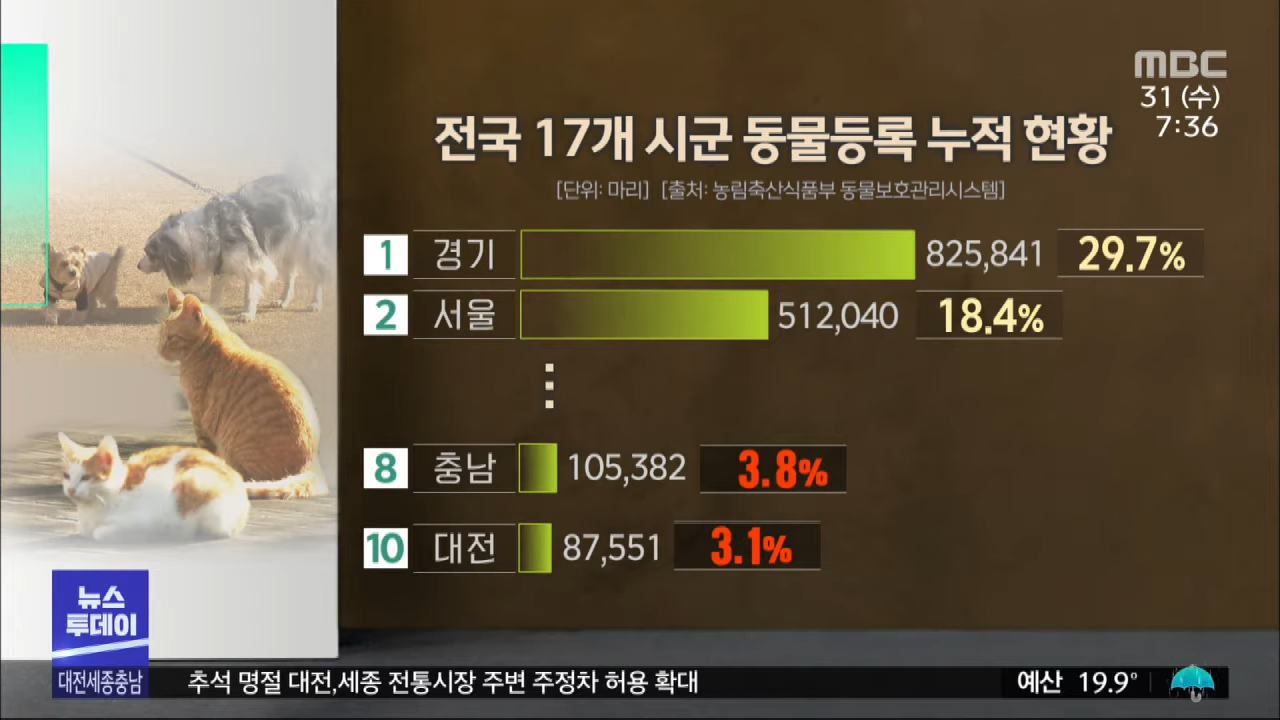 MBC
31 (수)
7:36
전국 17개 시군 동물등록 누적 현황
[단위: 마리] [출처: 농림축산식품부 동물보호관리시스템]
1 경기 825,841 29.7%
2 서울 512,040 18.4%
8 충남 105,382 3.8%
10 대전 87,551 3.1%
뉴스
투데이
대전세종충남 추석 명절 대전,세종 전통시장 주변 주정차 허용 확대 예산 19.9°